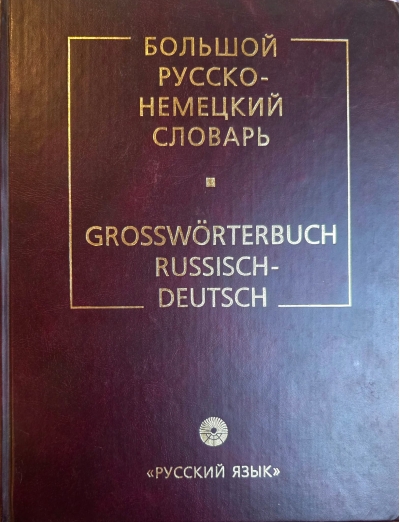 БОЛЬШОЙ
РУССКО-
НЕМЕЦКИЙ
СЛОВАРЬ
GROSSWÖRTERBUCH
RUSSISCH-
DEUTSCH
«РУССКИЙ ЯЗЫК»